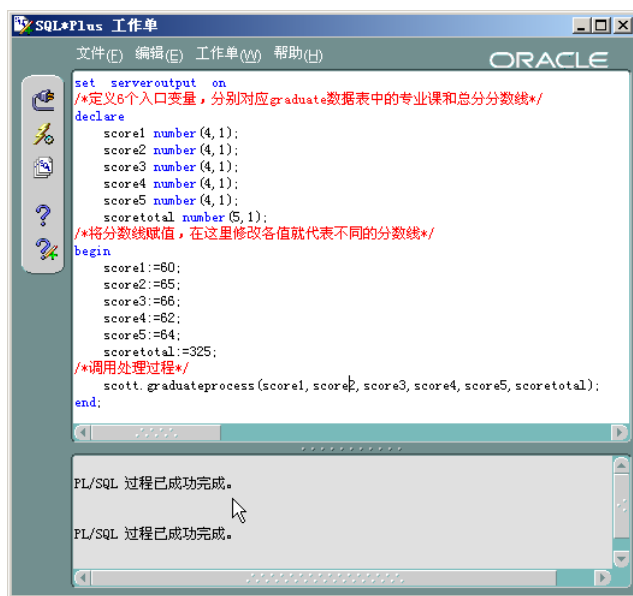 SQL*Plus 工作单
文件(F) 编辑(E) 工作单(W) 帮助(H)
ORACLE
set serveroutput on
/*定义6个入口变量，分别对应graduate数据表中的专业课和总分分数线*/
declare
score1 number(4,1);
score2 number(4,1);
score3 number(4,1);
score4 number(4,1);
score5 number(4,1);
scoretotal number(5,1);
/*将分数线赋值，在这里修改各值就代表不同的分数线*/
begin
score1:=60;
score2:=65;
score3:=66;
score4:=62;
score5:=64;
scoretotal:=325;
/*调用处理过程*/
scott.graduateprocess(score1,score2,score3,score4,score5,scoretotal);
end;
PL/SQL 过程已成功完成。
PL/SQL 过程已成功完成。